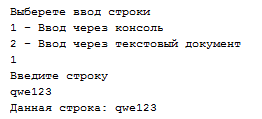 Выберете ввод строки
1 - Ввод через консоль
2 - Ввод через текстовый документ
1
Введите строку
qwe123
Данная строка: qwe123